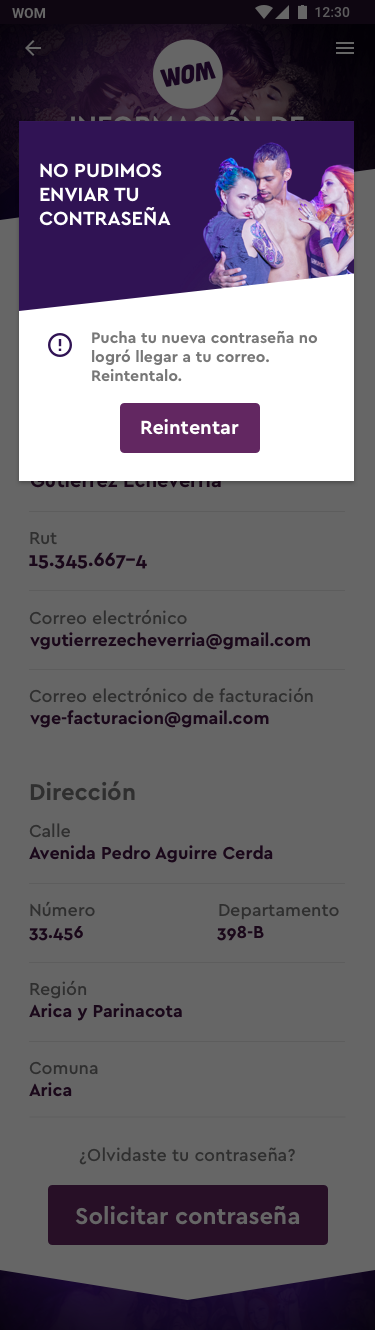 WOM
12:30
WOM
INFORMACIÓN DE
NO PUDIMOS
ENVIAR TU
CONTRASEÑA
Pucha tu nueva contraseña no
logró llegar a tu correo.
Reintentalo.
Reintentar
Gutiérrez Echeverría
Rut
15.345.667-4
Correo electrónico
vgutierrezecheverria@gmail.com
Correo electrónico de facturación
vge-facturacion@gmail.com
Dirección
Calle
Avenida Pedro Aguirre Cerda
Número Departamento
33.456 398-B
Región
Arica y Parinacota
Comuna
Arica
¿Olvidaste tu contraseña?
Solicitar contraseña